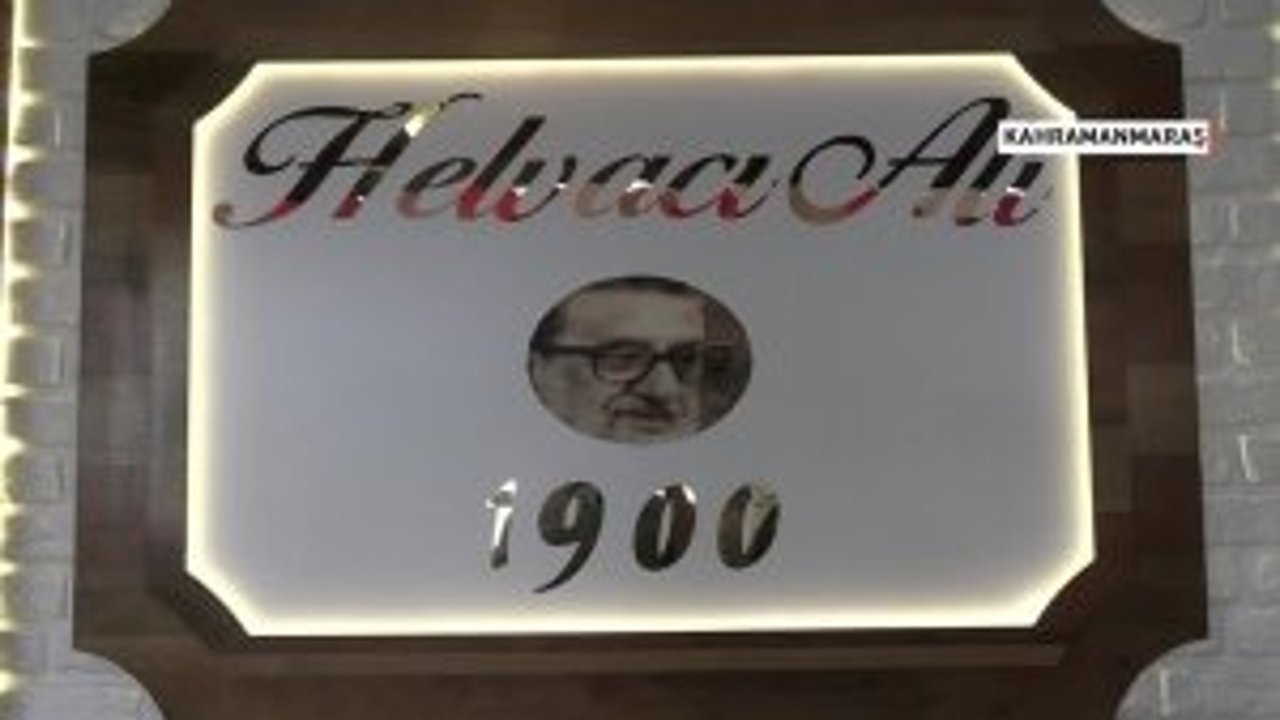 Helvacı Ali
KAHRAMANMARAŞ
1900